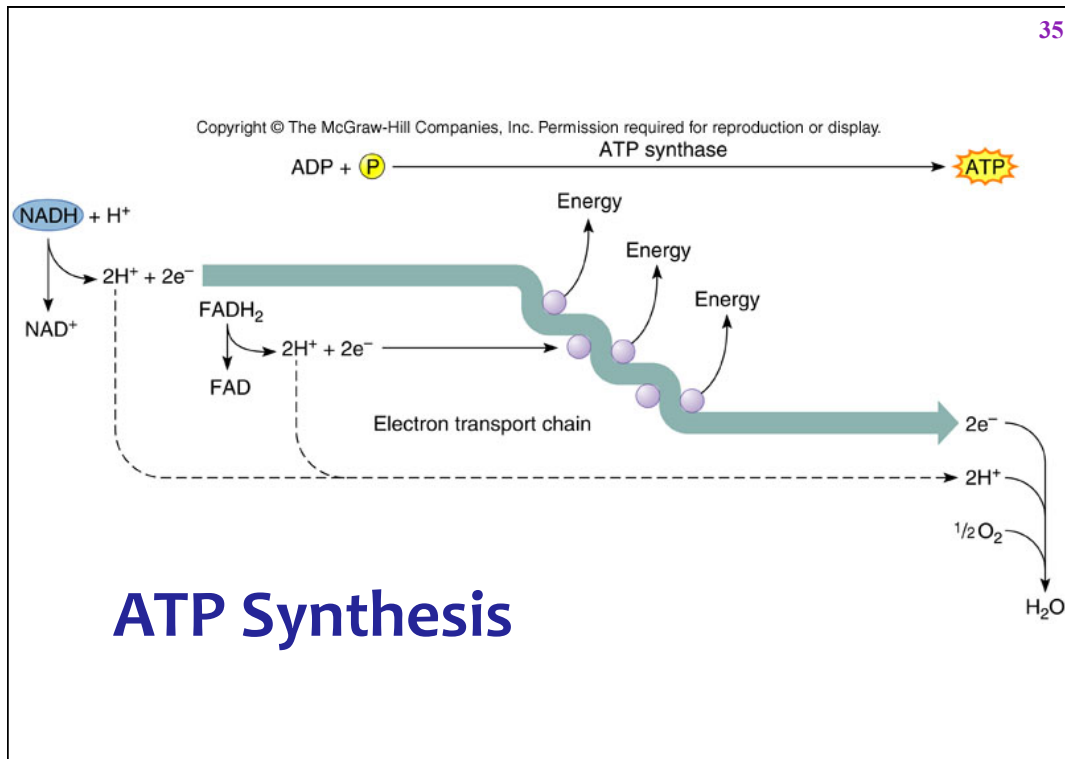 35
Copyright © The McGraw-Hill Companies, Inc. Permission required for reproduction or display.
ATP synthase
ADP + P
ATP
Energy
NADH + H⁺
Energy
2H⁺ + 2e⁻
Energy
FADH₂
NAD⁺
2H⁺ + 2e⁻
FAD
Electron transport chain
2e⁻
2H⁺
1/2 O₂
ATP Synthesis
H₂O